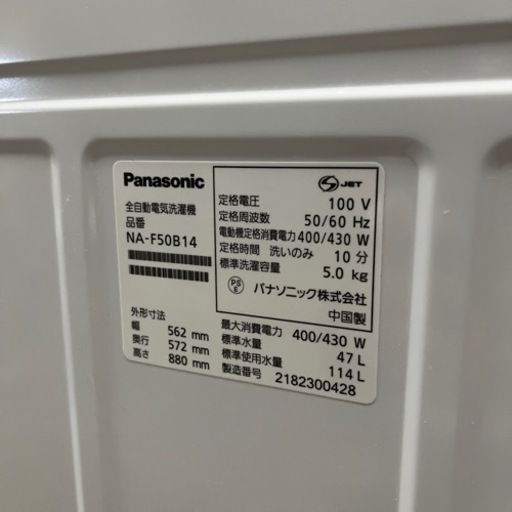 Panasonic
全自動電気洗濯機
品番
NA-F50B14
外形寸法
幅 562 mm
奥行 572 mm
高さ 880 mm
JET
定格電圧 100 V
定格周波数 50/60 Hz
電動機定格消費電力 400/430 W
定格時間 洗いのみ 10 分
標準洗濯容量 5.0 kg
PS E パナソニック株式会社
中国製
最大消費電力 400/430 W
標準水量 47 L
標準使用水量 114 L
製造番号 2182300428